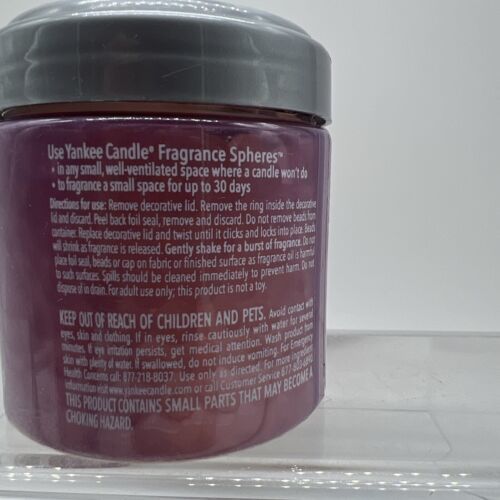 Use Yankee Candle® Fragrance Spheres™
• in any small, well-ventilated space where a candle won't do
• to fragrance a small space for up to 30 days
Directions for use: Remove decorative lid. Remove the ring inside the decorative
lid and discard. Peel back foil seal, remove and discard. Do not remove beads from
container. Replace decorative lid and twist until it clicks and locks into place. Beads
will shrink as fragrance is released. Gently shake for a burst of fragrance. Do not
place foil seal, beads or cap on fabric or finished surface as fragrance oil is harmful
to such surfaces. Spills should be cleaned immediately to prevent harm. Do not
dispose of in drain. For adult use only; this product is not a toy.
KEEP OUT OF REACH OF CHILDREN AND PETS. Avoid contact with
eyes, skin and clothing. If in eyes, rinse cautiously with water for several
minutes. If eye irritation persists, get medical attention. Wash product from
skin with plenty of water. If swallowed, do not induce vomiting. For Emergency
Health Concerns call: 877-218-8037. Use only as directed. For more ingredient
information visit www.yankeecandle.com or call Customer Service
THIS PRODUCT CONTAINS SMALL PARTS THAT MAY BECOME A
CHOKING HAZARD.